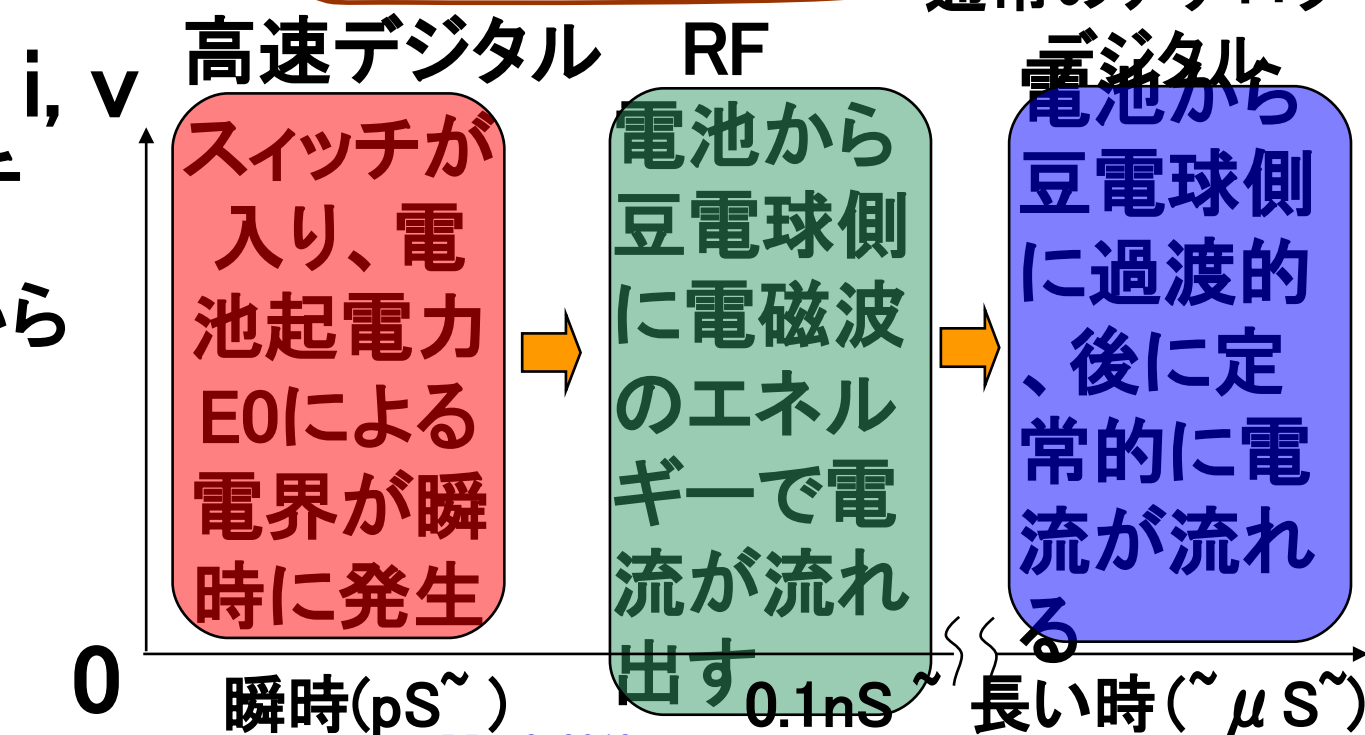 高速デジタル
RF
デジタル
i, v
スィッチが
入り、電
池起電力
E0による
電界が瞬
時に発生
電池から
豆電球側
に電磁波
のエネル
ギーで電
流が流れ
出す
電池から
豆電球側
に過渡的
、後に定
常的に電
流が流れ
る
から
0
瞬時(pS~ )
0.1nS ~
長い時(~μS~)